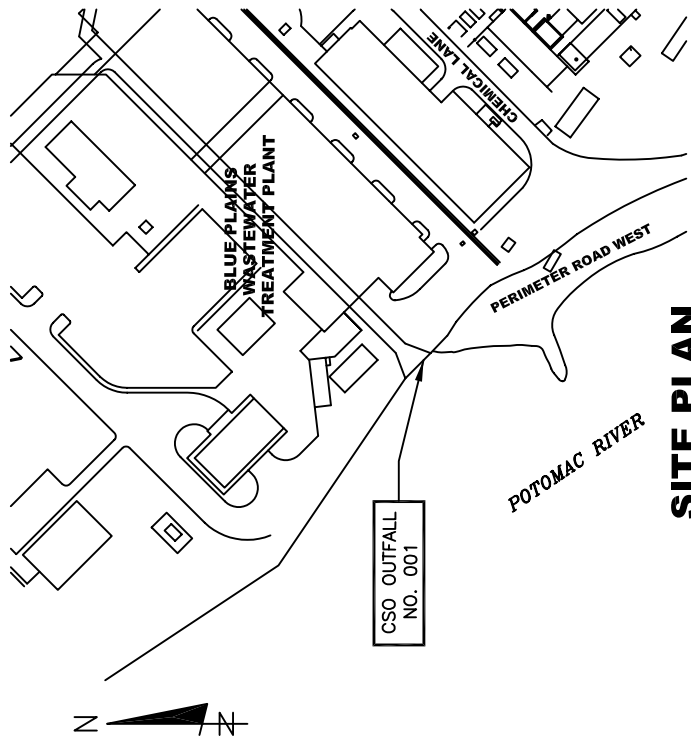 BLUE PLAINS
WASTEWATER
TREATMENT PLANT
CHEMICAL LANE
PERIMETER ROAD WEST
POTOMAC RIVER
CSO OUTFALL
NO. 001
SITE PLAN
N